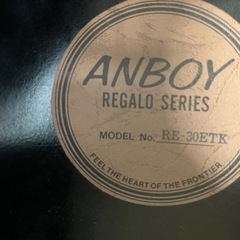 ANBOY
REGALO SERIES
MODEL No. RE-30ETK
FEEL THE HEART OF THE FRONTIER